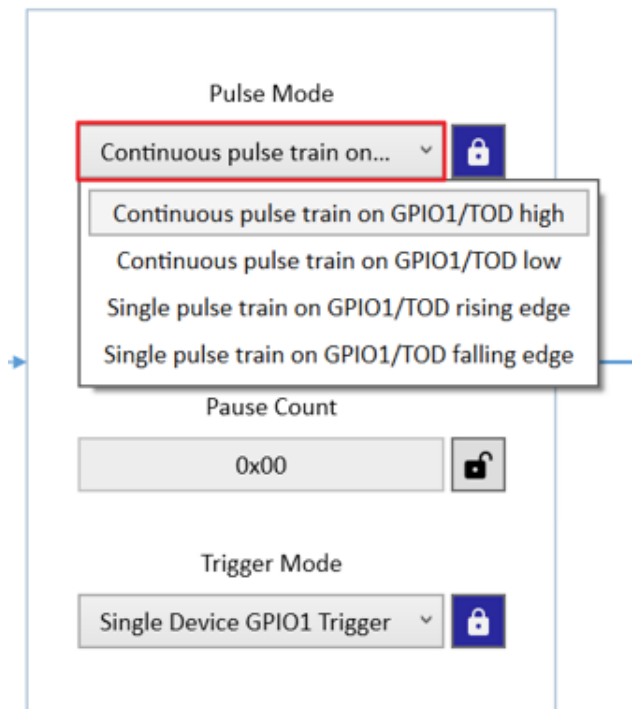 Pulse Mode
Continuous pulse train on...
Continuous pulse train on GPIO1/TOD high
Continuous pulse train on GPIO1/TOD low
Single pulse train on GPIO1/TOD rising edge
Single pulse train on GPIO1/TOD falling edge
Pause Count
0x00
Trigger Mode
Single Device GPIO1 Trigger